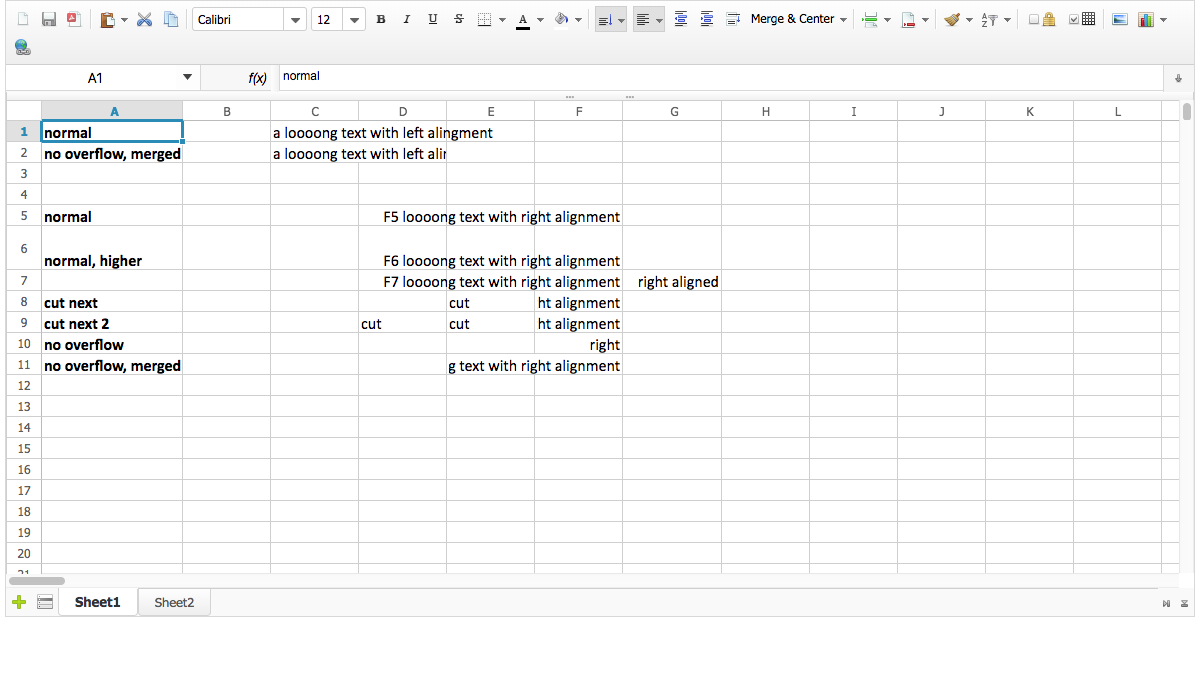 Calibri 12 B I U S A Merge & Center A Z
A1 f(x) normal
A B C D E F G H I J K L
1 normal a loooong text with left alingment
2 no overflow, merged a loooong text with left alir
3
4
5 normal F5 loooong text with right alignment
6 normal, higher F6 loooong text with right alignment
7 F7 loooong text with right alignment right aligned
8 cut next cut ht alignment
9 cut next 2 cut cut ht alignment
10 no overflow right
11 no overflow, merged g text with right alignment
12
13
14
15
16
17
18
19
20
21
Sheet1 Sheet2